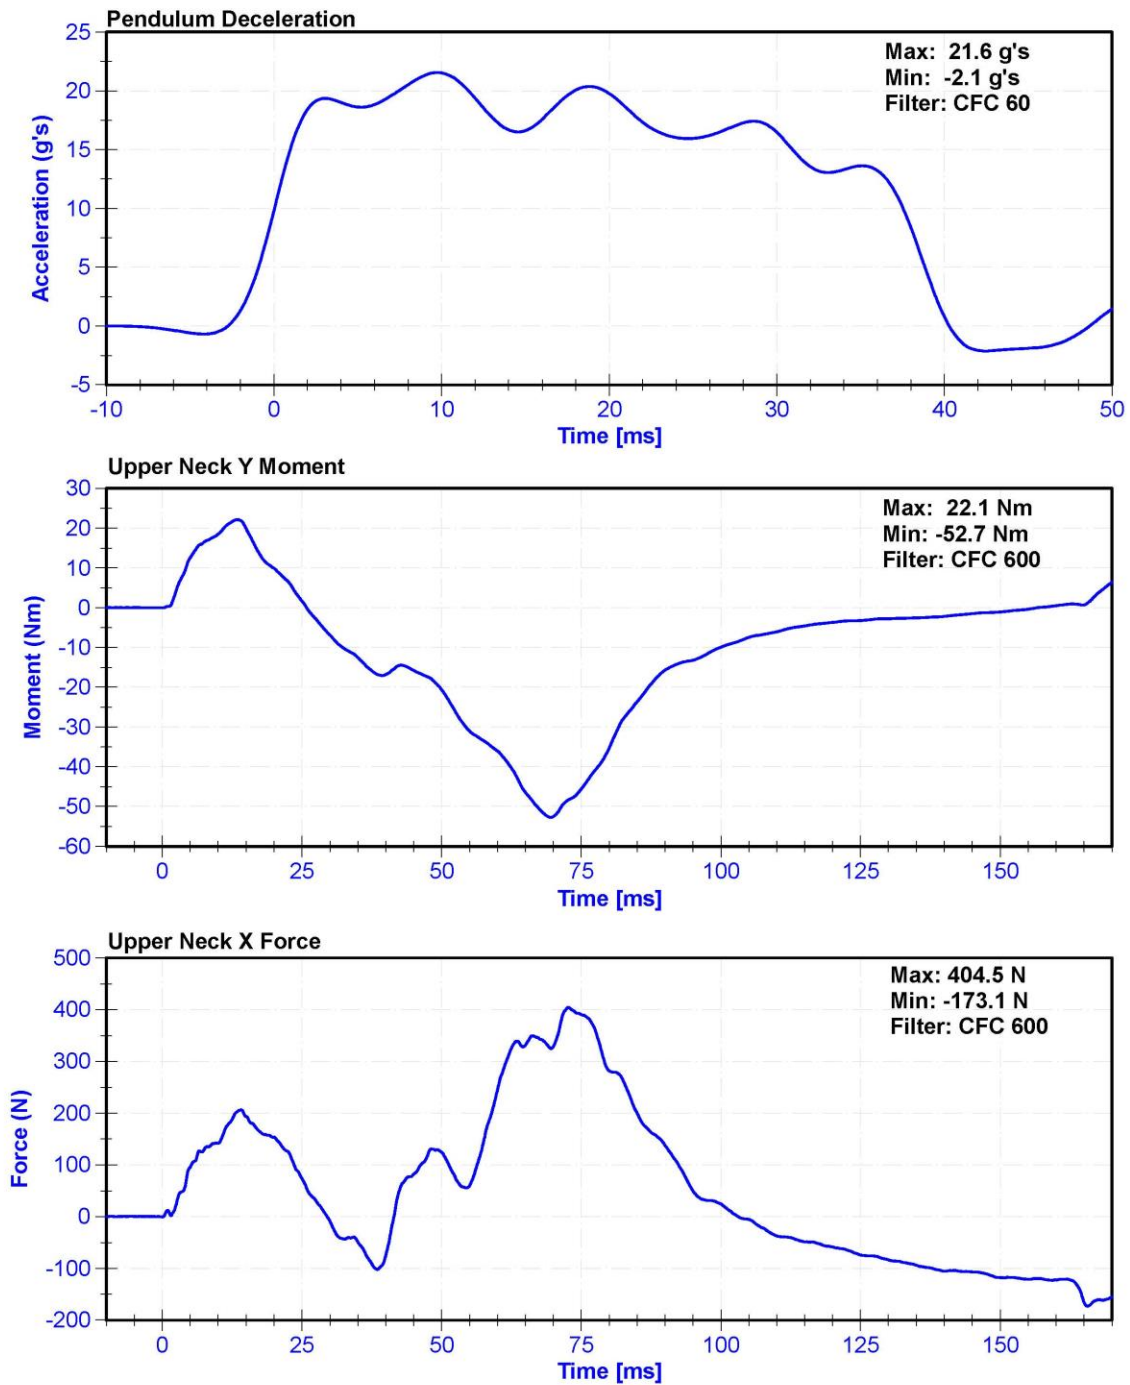 Pendulum Deceleration
25
20
15
10
5
0
-5
Acceleration (g's)
Max: 21.6 g's
Min: -2.1 g's
Filter: CFC 60
-10 0 10 20 30 40 50
Time [ms]
Upper Neck Y Moment
30
20
10
0
-10
-20
-30
-40
-50
-60
Moment (Nm)
Max: 22.1 Nm
Min: -52.7 Nm
Filter: CFC 600
0 25 50 75 100 125 150
Time [ms]
Upper Neck X Force
500
400
300
200
100
0
-100
-200
Force (N)
Max: 404.5 N
Min: -173.1 N
Filter: CFC 600
0 25 50 75 100 125 150
Time [ms]